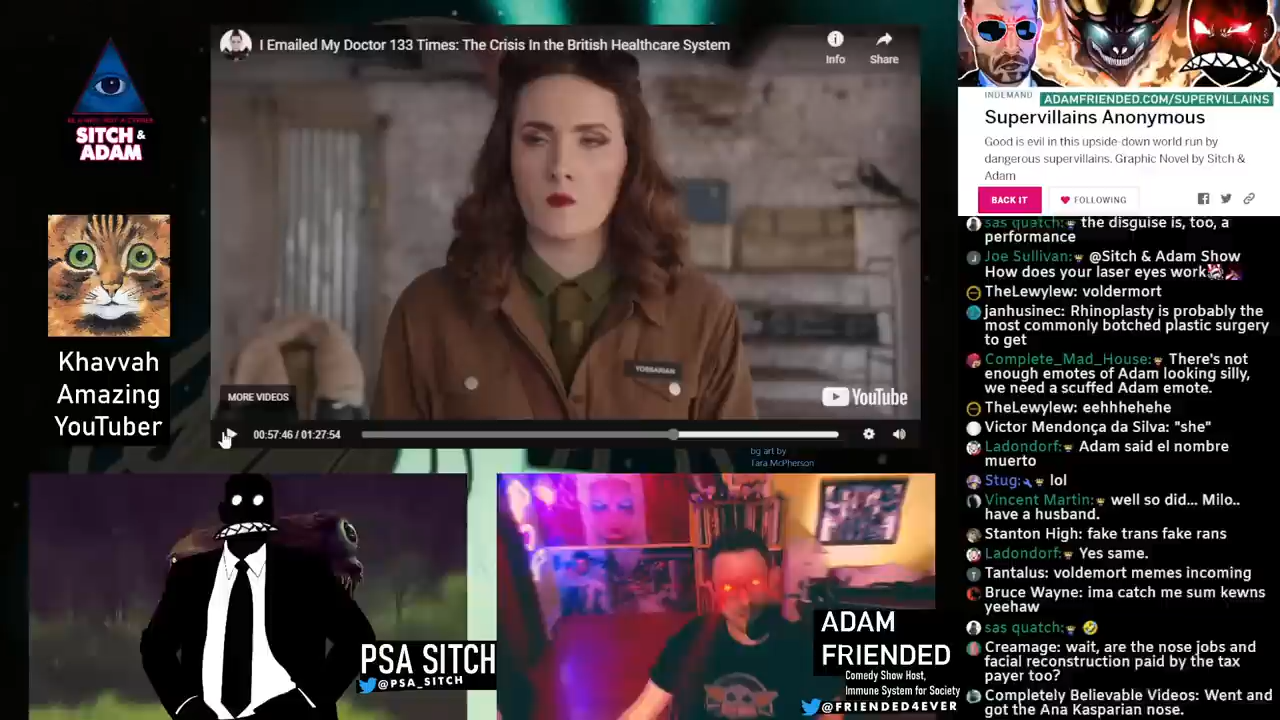 I Emailed My Doctor 133 Times: The Crisis In the British Healthcare System
Info
Share
SITCH &
ADAM
Khavvah
Amazing
YouTuber
YOSSARIAN
MORE VIDEOS
YouTube
00:57:46 / 01:27:54
bg art by
Tara McPherson
PSA SITCH
@PSA_SITCH
ADAM
FRIENDED
Comedy Show Host,
Immune System for Society
@FRIENDED4EVER
INDEMAND
ADAMFRIENDED.COM/SUPERVILLAINS
Supervillains Anonymous
Good is evil in this upside-down world run by
dangerous supervillains. Graphic Novel by Sitch &
Adam
BACK IT
FOLLOWING
sas quatch: the disguise is, too, a
performance
Joe Sullivan: @Sitch & Adam Show
How does your laser eyes work
TheLewylew: voldermort
janhusinec: Rhinoplasty is probably the
most commonly botched plastic surgery
to get
Complete_Mad_House: There's not
enough emotes of Adam looking silly,
we need a scuffed Adam emote.
TheLewylew: eehhhehehe
Victor Mendonça da Silva: "she"
Ladondorf: Adam said el nombre
muerto
Stug: lol
Vincent Martin: well so did... Milo..
have a husband.
Stanton High: fake trans fake rans
Ladondorf: Yes same.
Tantalus: voldemort memes incoming
Bruce Wayne: ima catch me sum kewns
yeehaw
sas quatch: 🤣
Creamage: wait, are the nose jobs and
facial reconstruction paid by the tax
payer too?
Completely Believable Videos: Went and
got the Ana Kasparian nose.